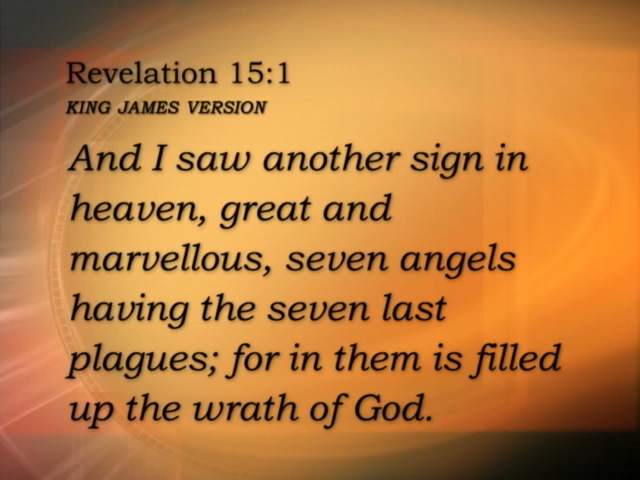 Revelation 15:1
KING JAMES VERSION
And I saw another sign in
heaven, great and
marvellous, seven angels
having the seven last
plagues; for in them is filled
up the wrath of God.